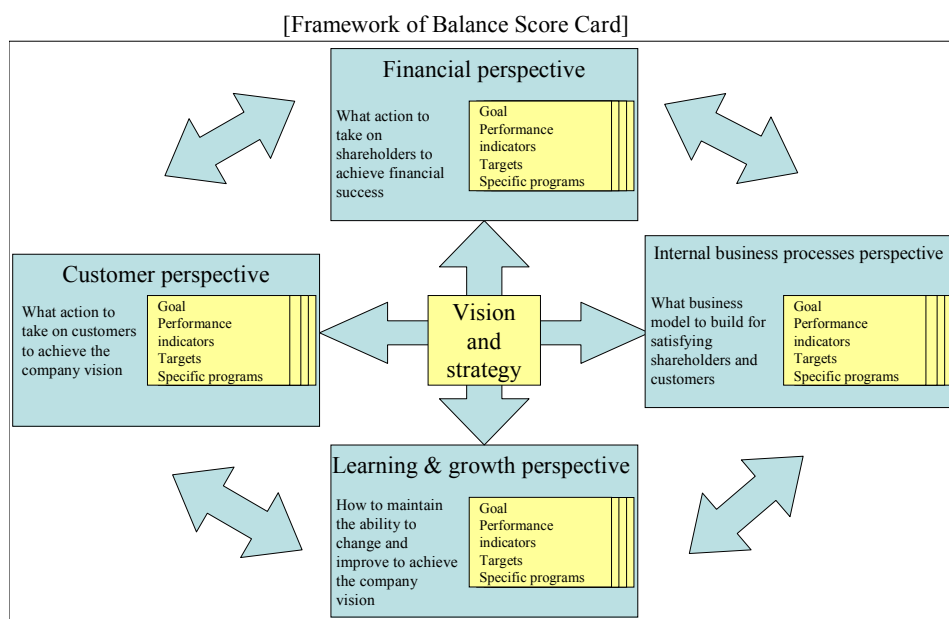 [Framework of Balance Score Card]
Financial perspective
What action to
take on
shareholders to
achieve financial
success
Goal
Performance
indicators
Targets
Specific programs
Customer perspective
What action to
take on customers
to achieve the
company vision
Goal
Performance
indicators
Targets
Specific programs
Vision
and
strategy
Internal business processes perspective
What business
model to build for
satisfying
shareholders and
customers
Goal
Performance
indicators
Targets
Specific programs
Learning & growth perspective
How to maintain
the ability to
change and
improve to achieve
the company
vision
Goal
Performance
indicators
Targets
Specific programs